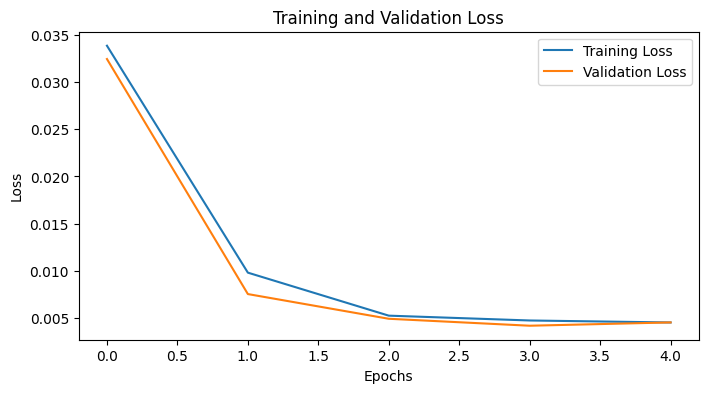 Training and Validation Loss
Training Loss
Validation Loss
Loss
0.035
0.030
0.025
0.020
0.015
0.010
0.005
0.0 0.5 1.0 1.5 2.0 2.5 3.0 3.5 4.0
Epochs